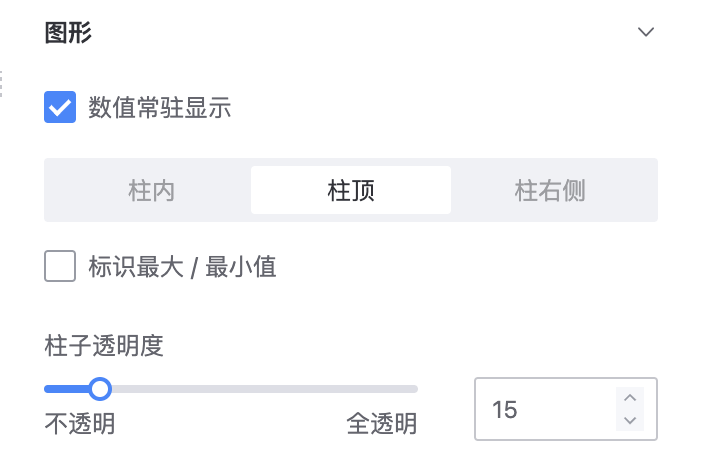 图形
数值常驻显示
柱内 柱顶 柱右侧
标识最大 / 最小值
柱子透明度
不透明 全透明 15